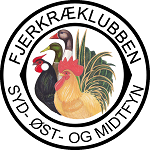 FJERKRÆKLUBBEN
SYD- ØST- OG MIDTFYN